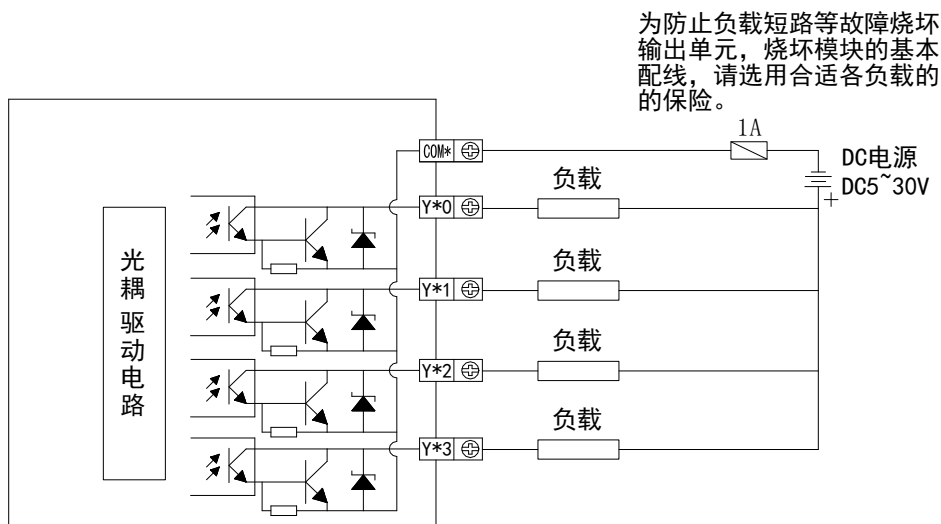 为防止负载短路等故障烧坏
输出单元，烧坏模块的基本
配线，请选用合适各负载的
的保险。
1A
COM*
DC电源
DC5~30V
+
负载
Y*0
负载
Y*1
负载
Y*2
负载
Y*3
光耦驱动电路